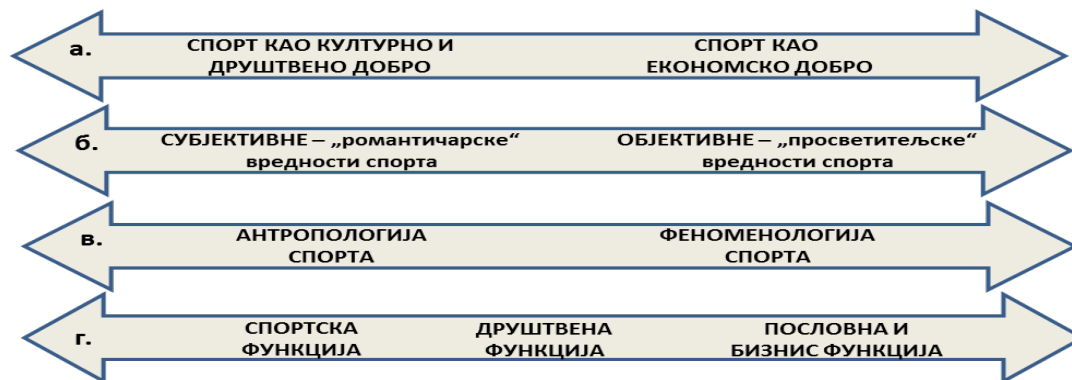 а. СПОРТ КАО КУЛТУРНО И СПОРТ КАО
ДРУШТВЕНО ДОБРО ЕКОНОМСКО ДОБРО
б. СУБЈЕКТИВНЕ – „романтичарске“ ОБЈЕКТИВНЕ – „просветитељске“
вредности спорта вредности спорта
в. АНТРОПОЛОГИЈА ФЕНОМЕНОЛОГИЈА
СПОРТА СПОРТА
г. СПОРТСКА ДРУШТВЕНА ПОСЛОВНА И
ФУНКЦИЈА ФУНКЦИЈА БИЗНИС ФУНКЦИЈА